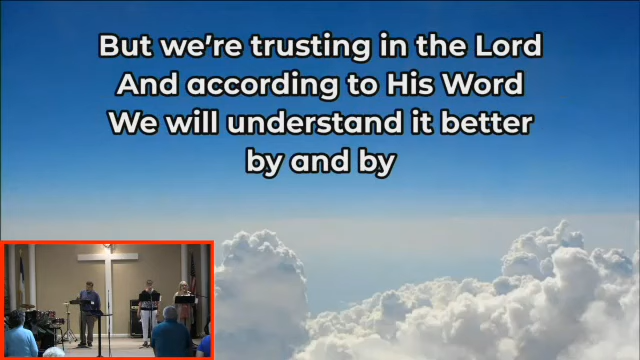 But we're trusting in the Lord
And according to His Word
We will understand it better
by and by